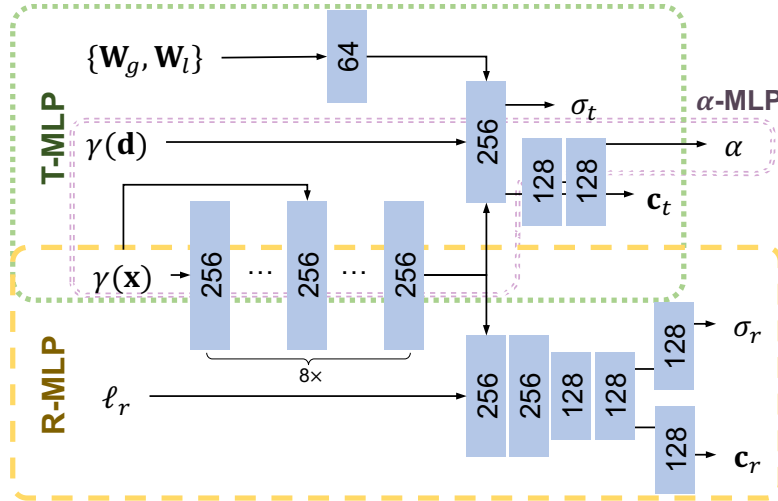 {𝐖_g, 𝐖_l}
64
T-MLP
σ_t
α-MLP
γ(𝐝)
256
128
128
α
𝐜_t
γ(𝐱)
256
...
256
...
256
8×
R-MLP
ℓ_r
256
256
128
128
128
σ_r
128
𝐜_r